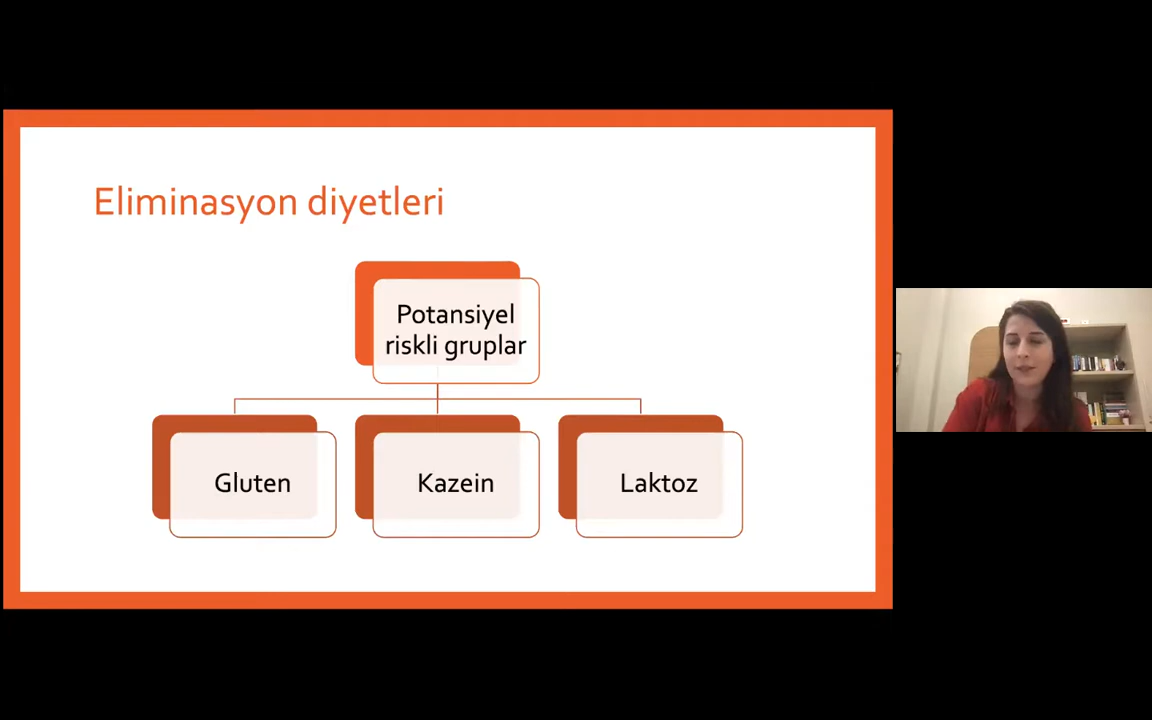 Eliminasyon diyetleri
Potansiyel
riskli gruplar
Gluten
Kazein
Laktoz